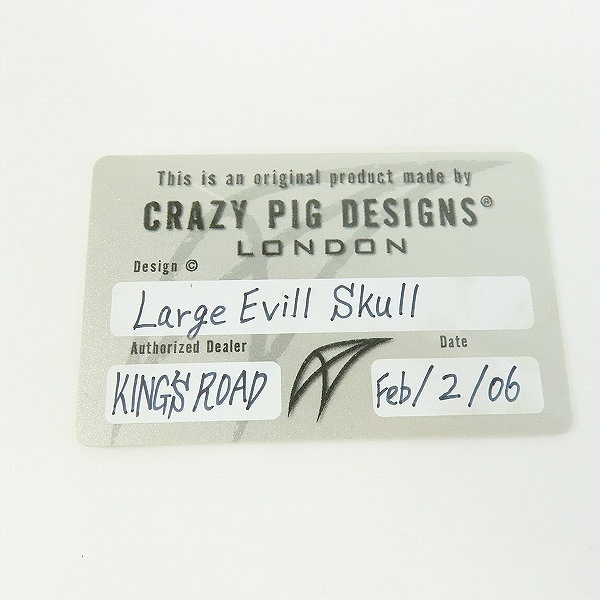 This is an original product made by
CRAZY PIG DESIGNS®
LONDON
Design ©
Large Evill Skull
Authorized Dealer
Date
KING'S ROAD
Feb/2/06